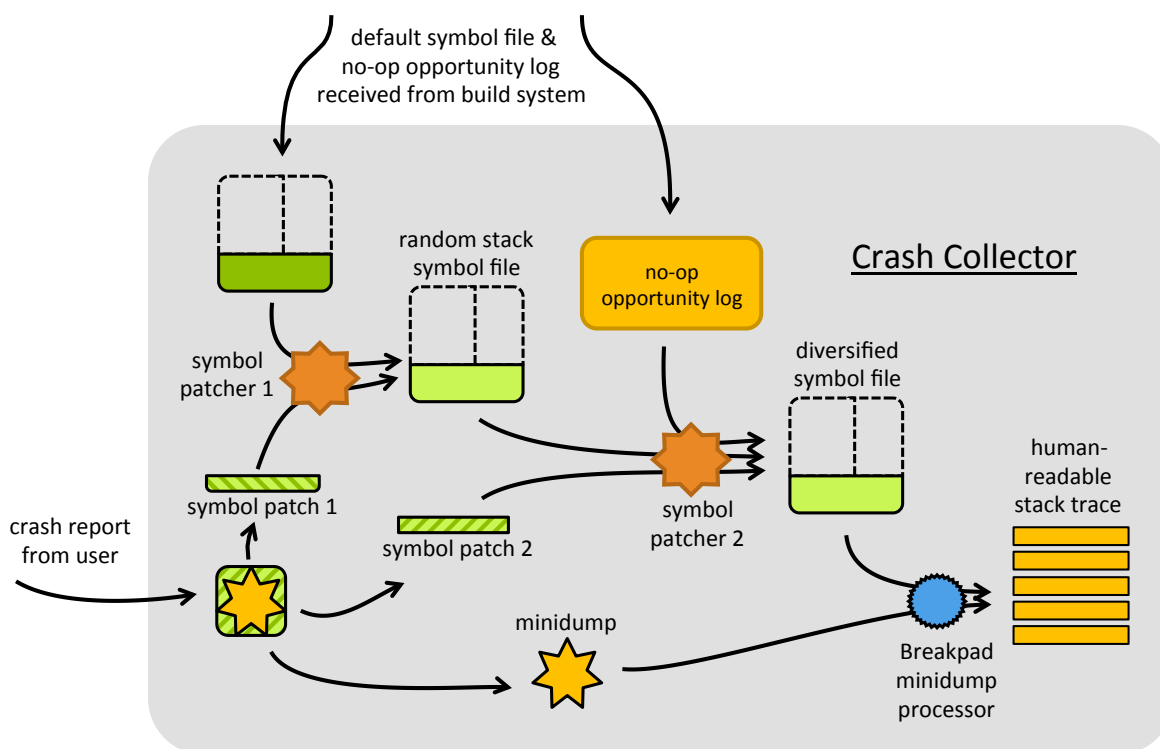 default symbol file &
no-op opportunity log
received from build system
Crash Collector
random stack
symbol file
no-op
opportunity log
symbol
patcher 1
diversified
symbol file
human-
readable
stack trace
symbol patch 1
symbol patch 2
symbol
patcher 2
crash report
from user
minidump
Breakpad
minidump
processor